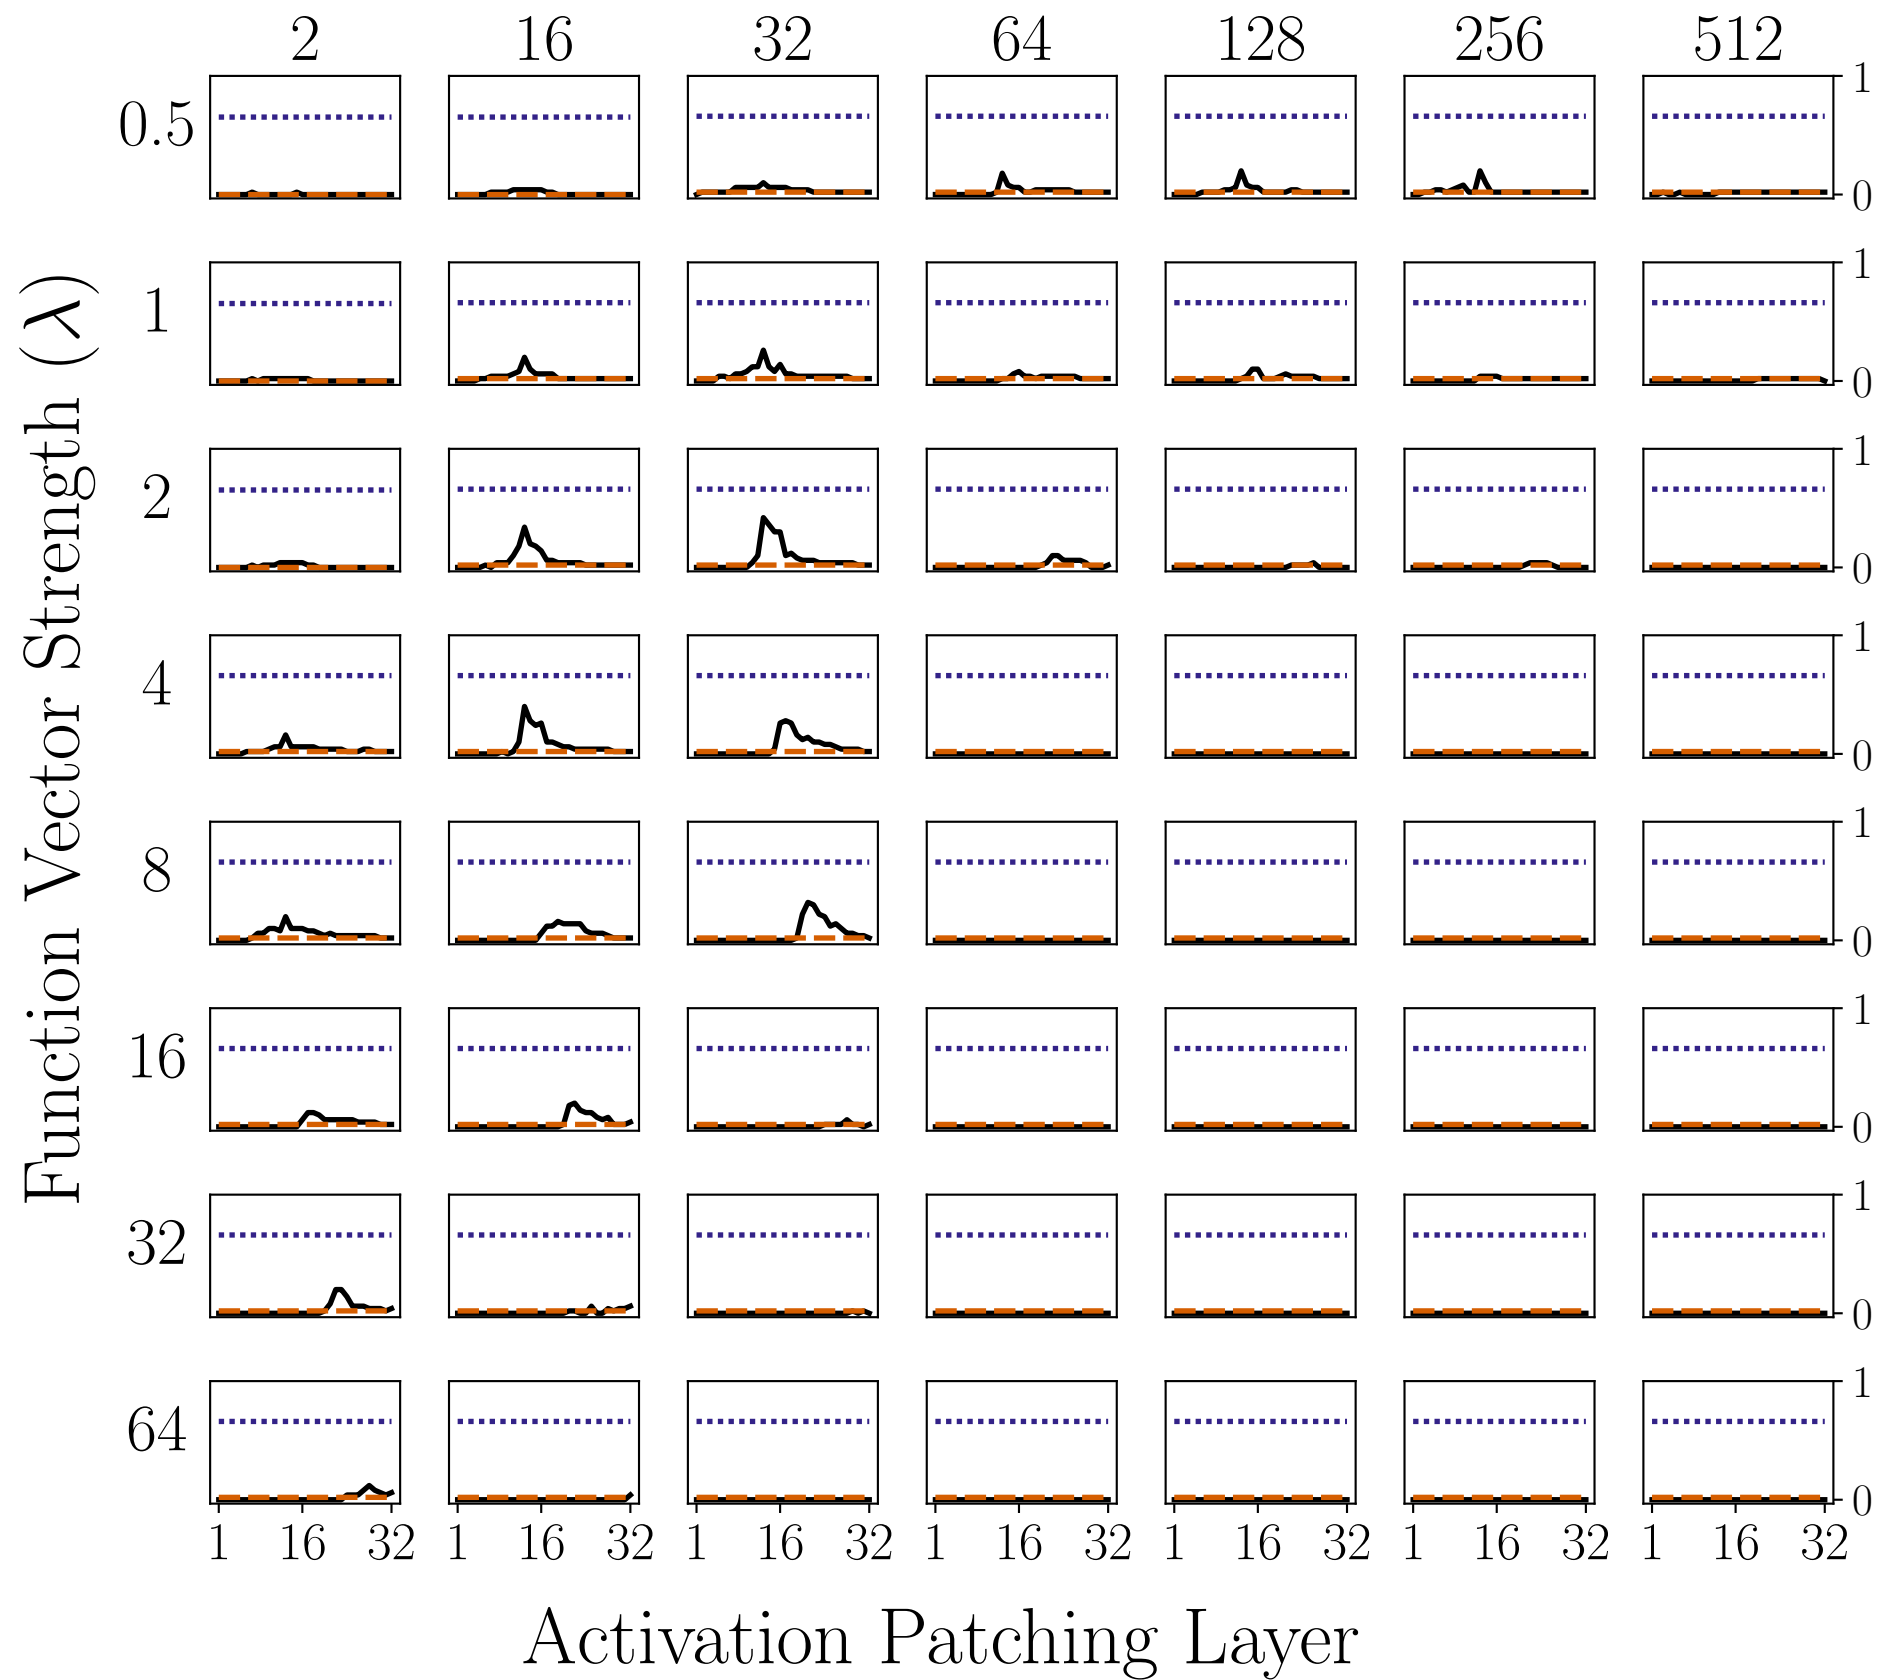 2 16 32 64 128 256 512
Function Vector Strength (λ)
0.5 1 0
1 1 0
2 1 0
4 1 0
8 1 0
16 1 0
32 1 0
64 1 0
1 16 32 1 16 32 1 16 32 1 16 32 1 16 32 1 16 32 1 16 32
Activation Patching Layer